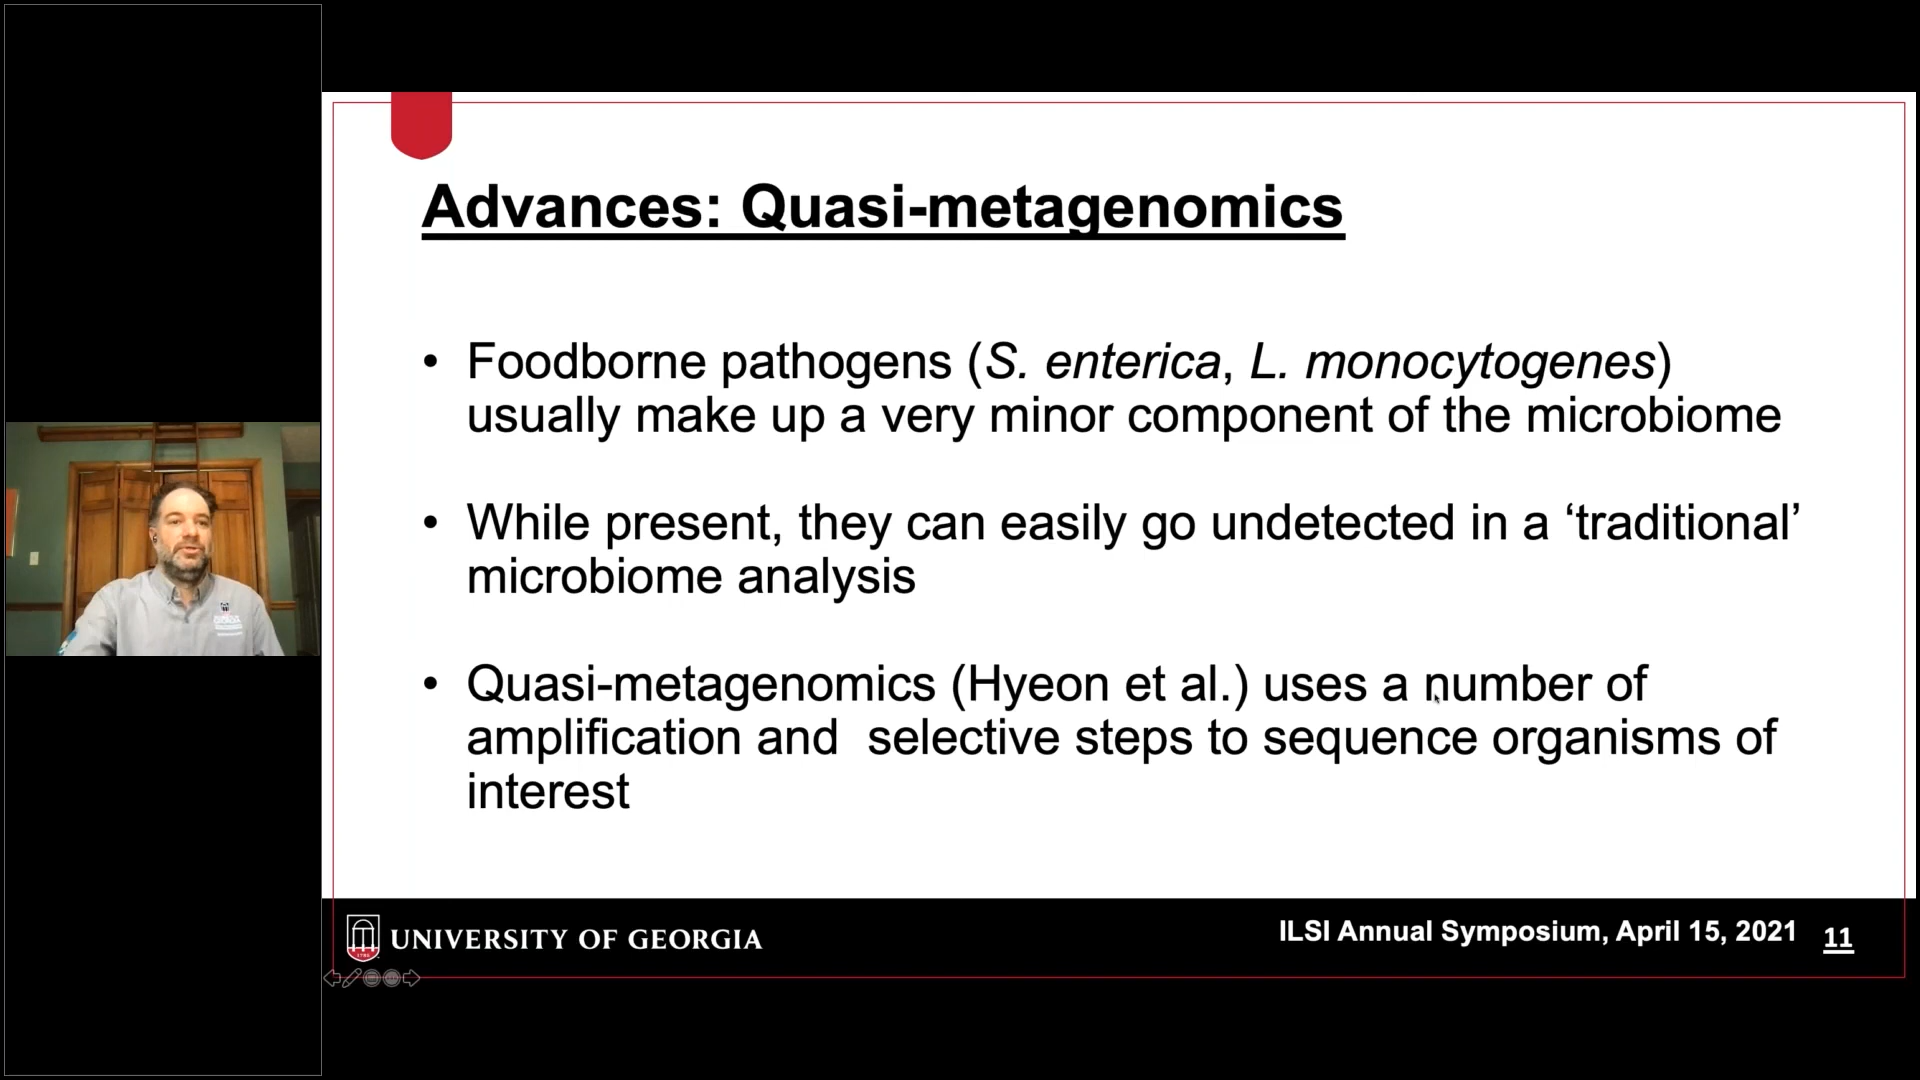 Advances: Quasi-metagenomics
• Foodborne pathogens (S. enterica, L. monocytogenes)
usually make up a very minor component of the microbiome
• While present, they can easily go undetected in a ‘traditional’
microbiome analysis
• Quasi-metagenomics (Hyeon et al.) uses a number of
amplification and  selective steps to sequence organisms of
interest
UNIVERSITY OF GEORGIA
ILSI Annual Symposium, April 15, 2021
11